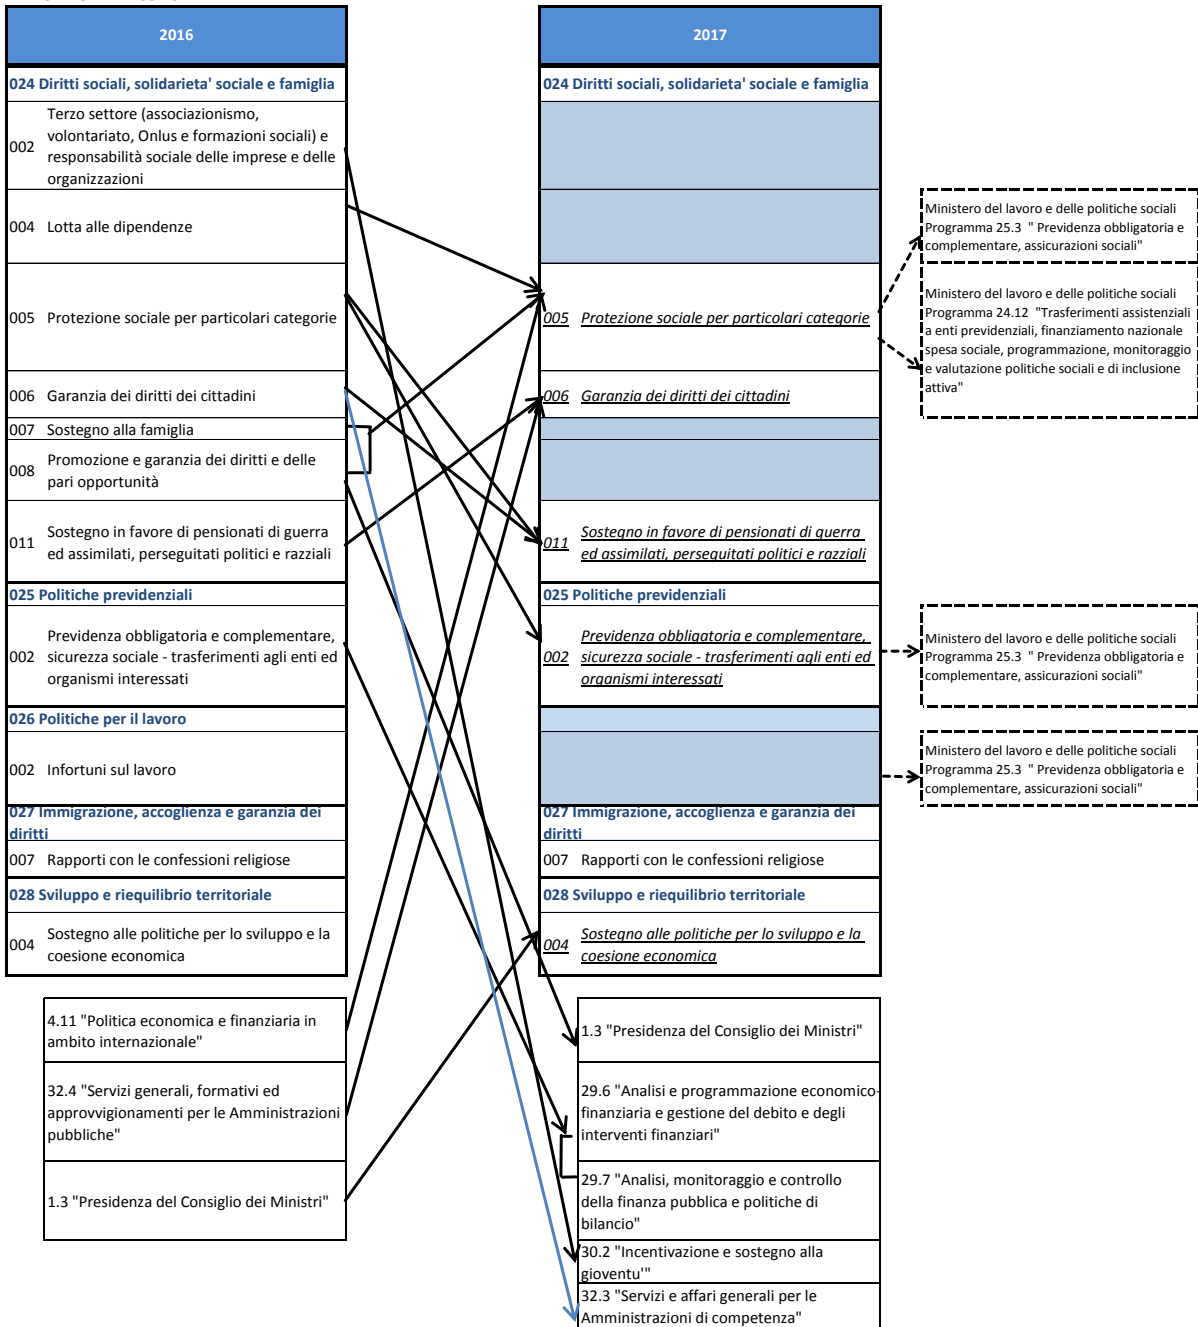 2016
024 Diritti sociali, solidarieta' sociale e famiglia
002 Terzo settore (associazionismo,
volontariato, Onlus e formazioni sociali) e
responsabilità sociale delle imprese e delle
organizzazioni
004 Lotta alle dipendenze
005 Protezione sociale per particolari categorie
006 Garanzia dei diritti dei cittadini
007 Sostegno alla famiglia
008 Promozione e garanzia dei diritti e delle
pari opportunità
011 Sostegno in favore di pensionati di guerra
ed assimilati, perseguitati politici e razziali
025 Politiche previdenziali
002 Previdenza obbligatoria e complementare,
sicurezza sociale - trasferimenti agli enti ed
organismi interessati
026 Politiche per il lavoro
002 Infortuni sul lavoro
027 Immigrazione, accoglienza e garanzia dei
diritti
007 Rapporti con le confessioni religiose
028 Sviluppo e riequilibrio territoriale
004 Sostegno alle politiche per lo sviluppo e la
coesione economica
4.11 "Politica economica e finanziaria in
ambito internazionale"
32.4 "Servizi generali, formativi ed
approvvigionamenti per le Amministrazioni
pubbliche"
1.3 "Presidenza del Consiglio dei Ministri"
2017
024 Diritti sociali, solidarieta' sociale e famiglia
005 Protezione sociale per particolari categorie
006 Garanzia dei diritti dei cittadini
011 Sostegno in favore di pensionati di guerra
ed assimilati, perseguitati politici e razziali
025 Politiche previdenziali
002 Previdenza obbligatoria e complementare,
sicurezza sociale - trasferimenti agli enti ed
organismi interessati
027 Immigrazione, accoglienza e garanzia dei
diritti
007 Rapporti con le confessioni religiose
028 Sviluppo e riequilibrio territoriale
004 Sostegno alle politiche per lo sviluppo e la
coesione economica
1.3 "Presidenza del Consiglio dei Ministri"
29.6 "Analisi e programmazione economico-
finanziaria e gestione del debito e degli
interventi finanziari"
29.7 "Analisi, monitoraggio e controllo
della finanza pubblica e politiche di
bilancio"
30.2 "Incentivazione e sostegno alla
gioventu'"
32.3 "Servizi e affari generali per le
Amministrazioni di competenza"
Ministero del lavoro e delle politiche sociali
Programma 25.3 " Previdenza obbligatoria e
complementare, assicurazioni sociali"
Ministero del lavoro e delle politiche sociali
Programma 24.12 "Trasferimenti assistenziali
a enti previdenziali, finanziamento nazionale
spesa sociale, programmazione, monitoraggio
e valutazione politiche sociali e di inclusione
attiva"
Ministero del lavoro e delle politiche sociali
Programma 25.3 " Previdenza obbligatoria e
complementare, assicurazioni sociali"
Ministero del lavoro e delle politiche sociali
Programma 25.3 " Previdenza obbligatoria e
complementare, assicurazioni sociali"